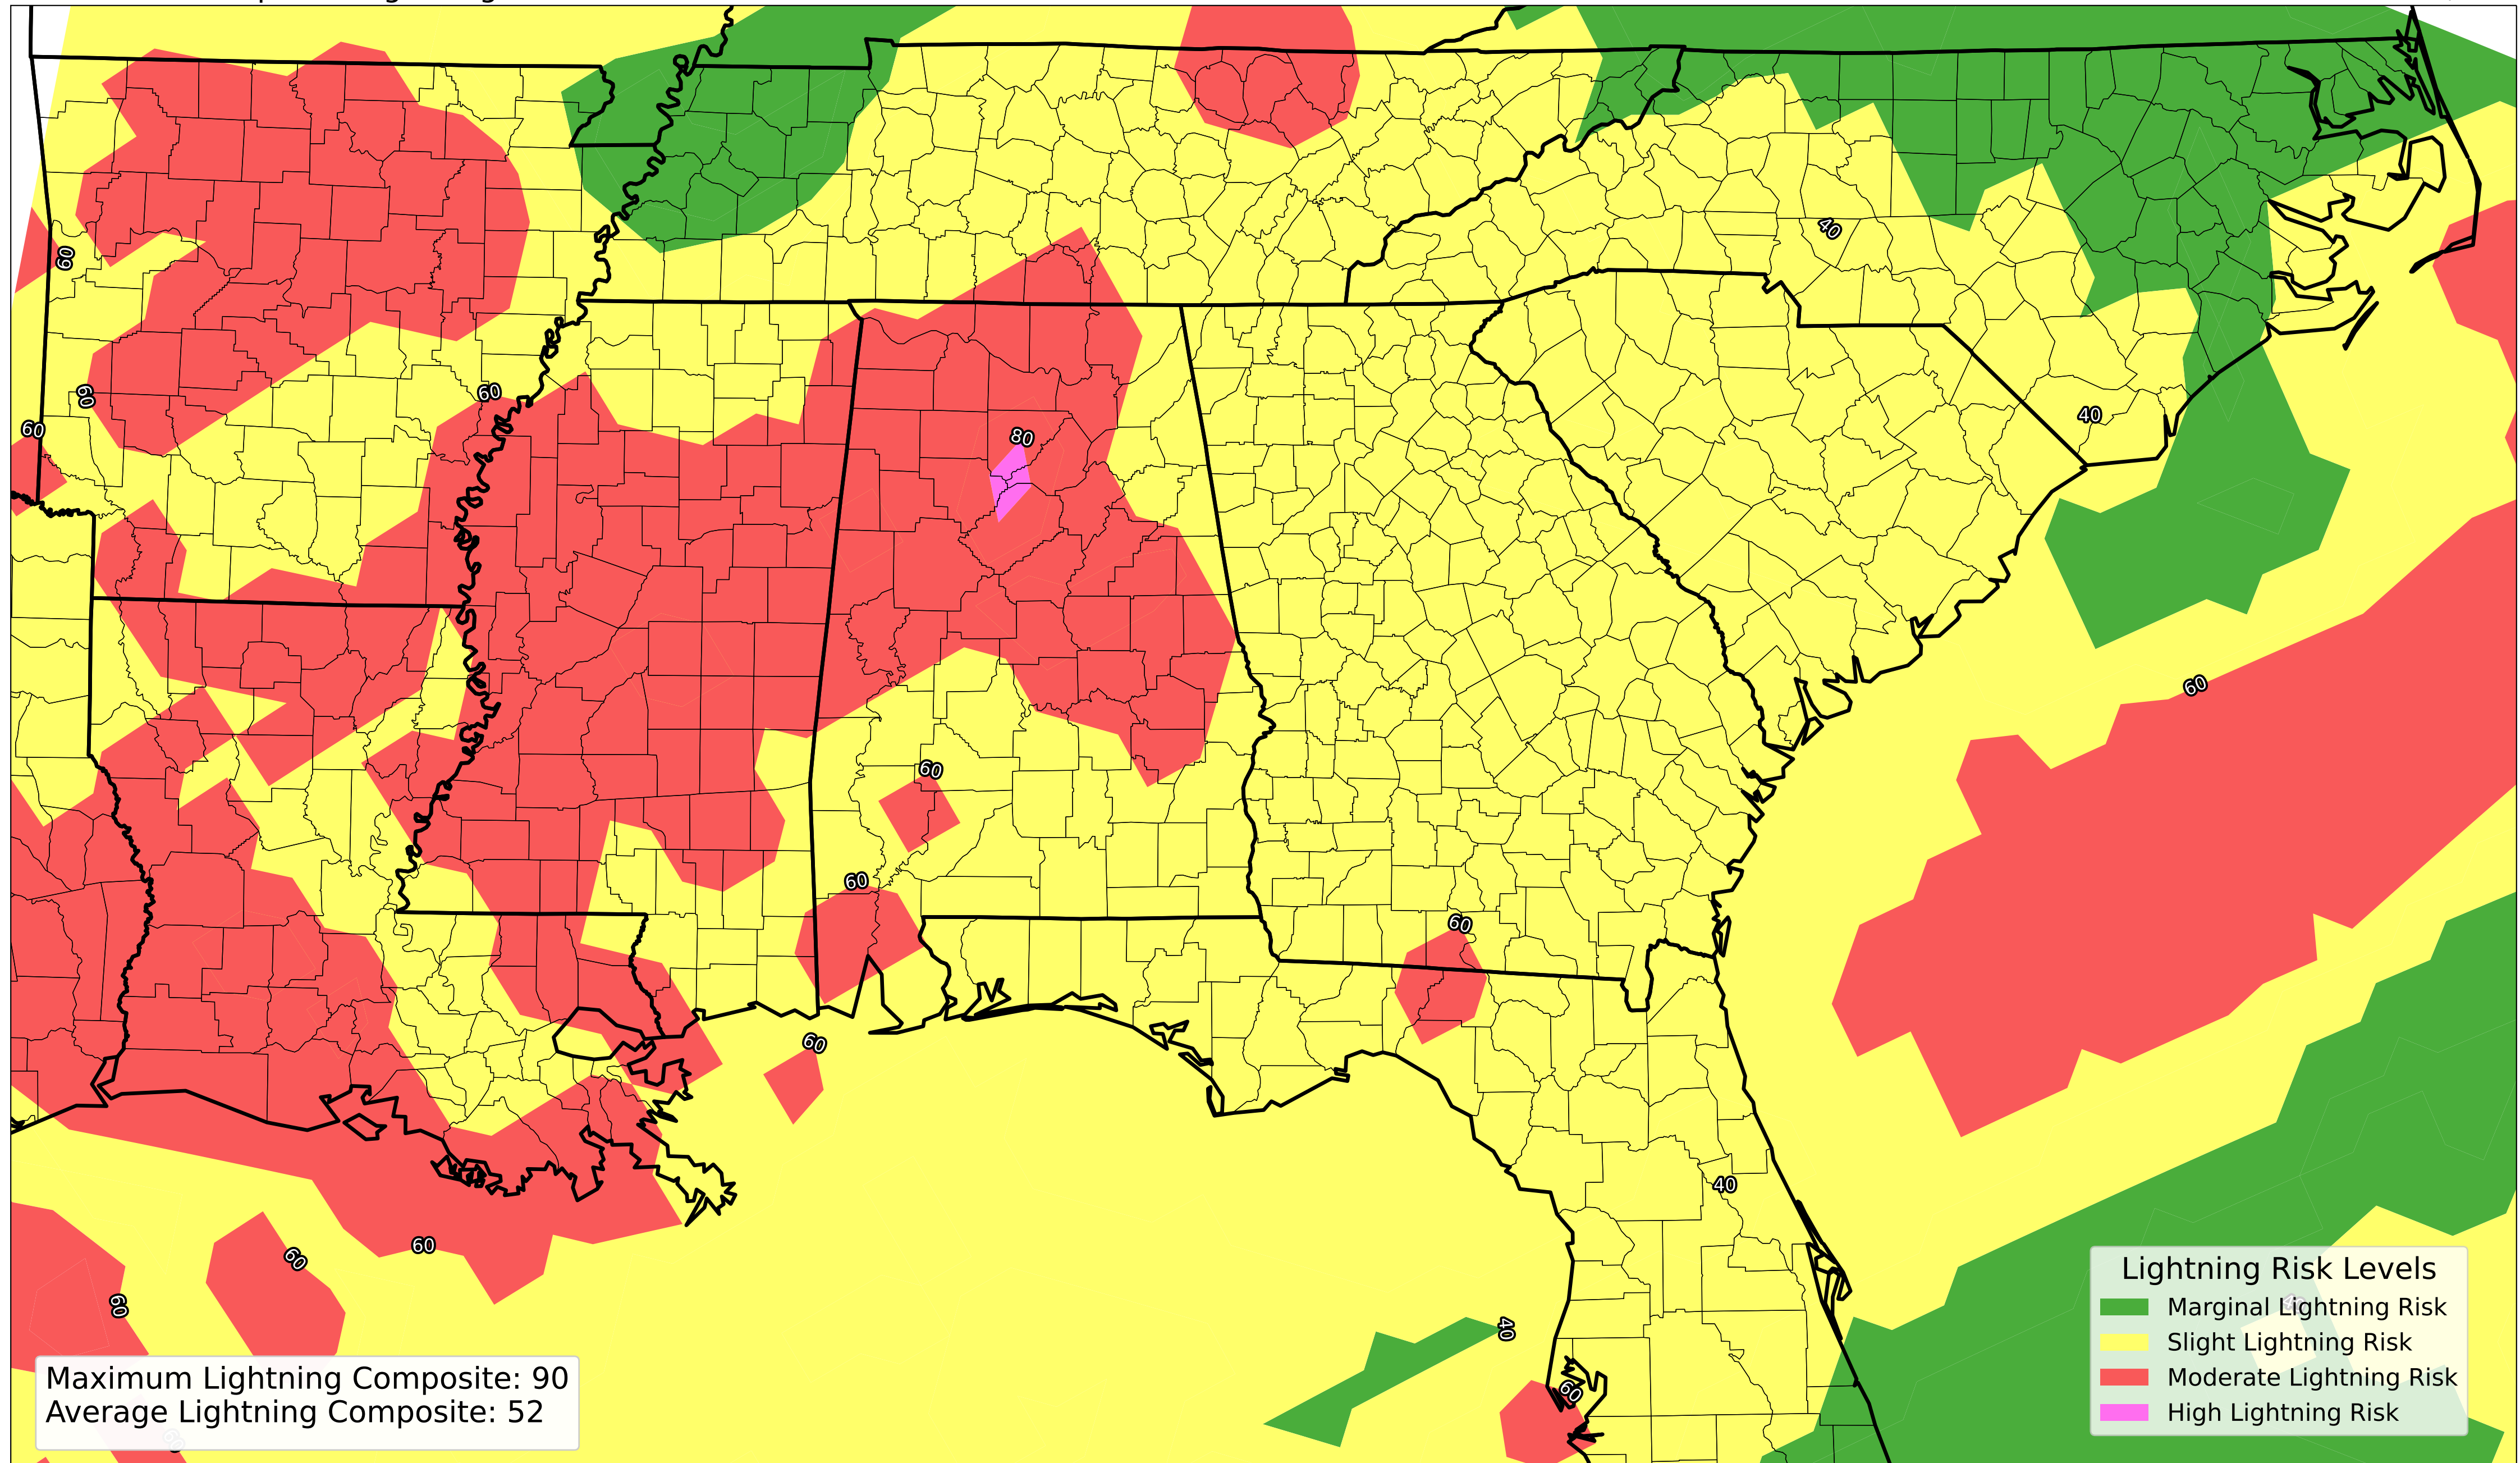 60
60
60
60
40
40
80
60
60
60
60
60
40
60
60
60
40
60
Maximum Lightning Composite: 90
Average Lightning Composite: 52
Lightning Risk Levels
Marginal Lightning Risk
Slight Lightning Risk
Moderate Lightning Risk
High Lightning Risk